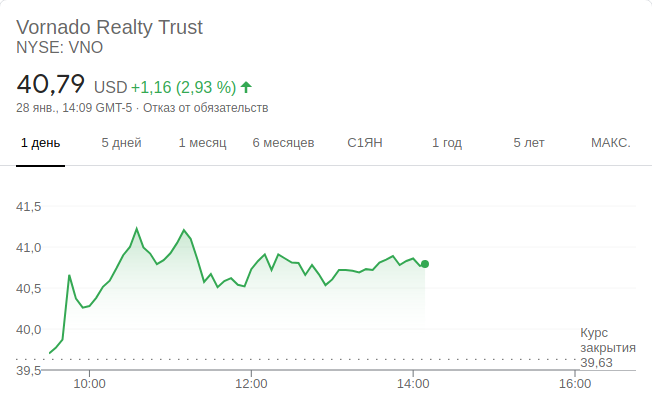 Vornado Realty Trust
NYSE: VNO
40,79 USD +1,16 (2,93 %)
28 янв., 14:09 GMT-5 · Отказ от обязательств
1 день 5 дней 1 месяц 6 месяцев С1ЯН 1 год 5 лет МАКС.
41,5
41,0
40,5
40,0
39,5
Курс
закрытия
39,63
10:00 12:00 14:00 16:00